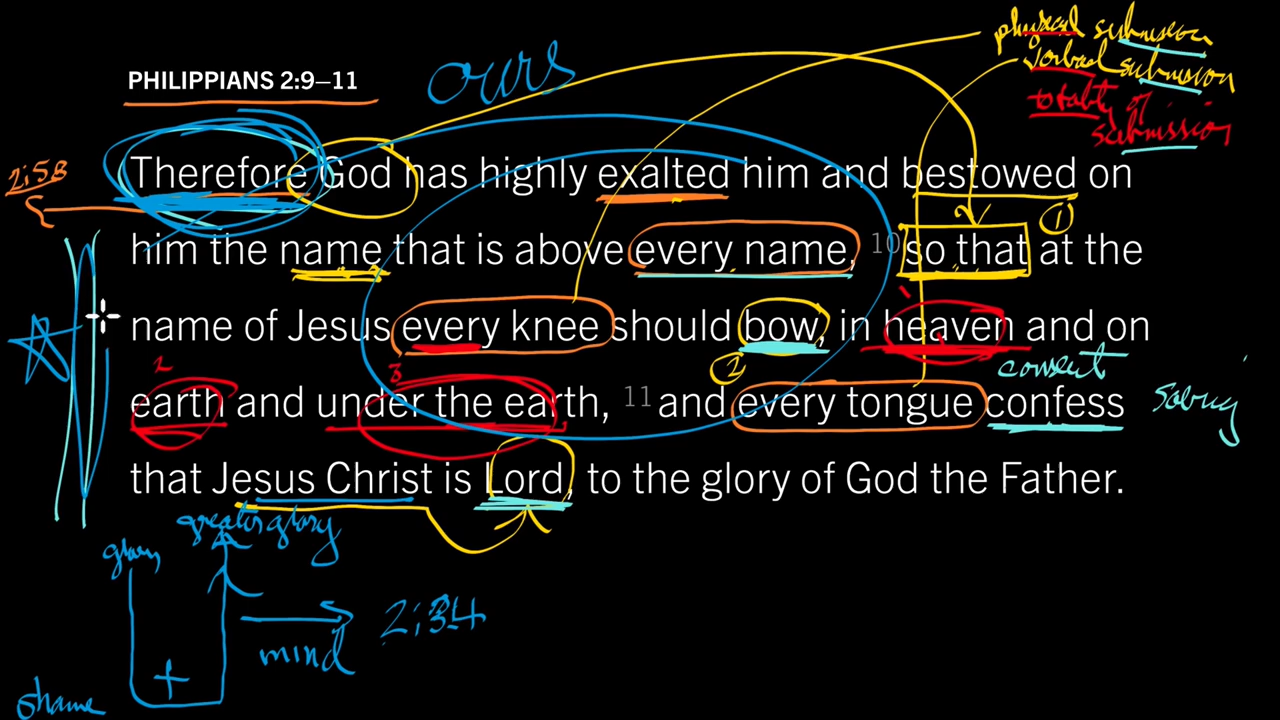 ours
physical submission
verbal submission
totality of submission
PHILIPPIANS 2:9–11
2:5-8
Therefore God has highly exalted him and bestowed on
1
him the name that is above every name, 10 so that at the
name of Jesus every knee should bow, in heaven and on
1
2
3
2
consent
earth and under the earth, 11 and every tongue confess
saving
that Jesus Christ is Lord, to the glory of God the Father.
greater glory
glory
mind
shame